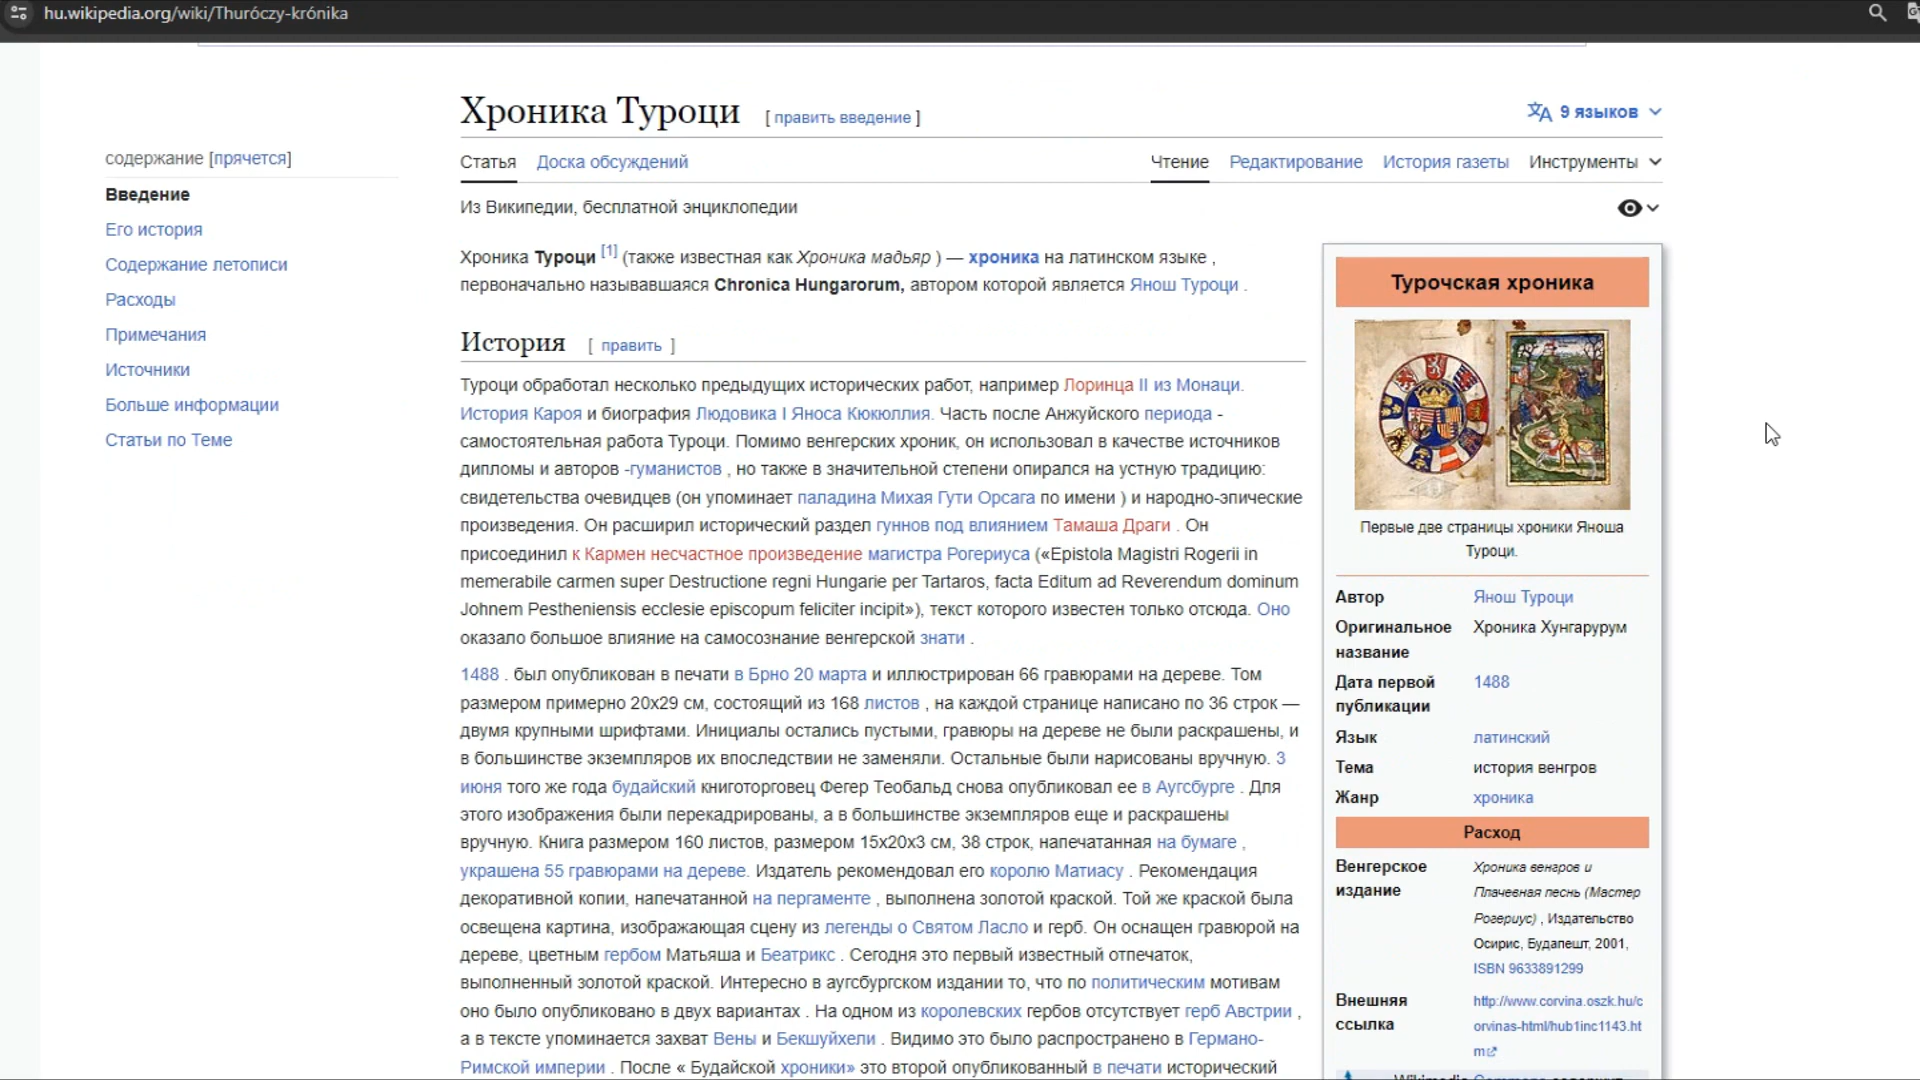 hu.wikipedia.org/wiki/Thuróczy-krónika
Хроника Туроци [ править введение ]
9 языков
содержание [прячется]
Введение
Его история
Содержание летописи
Расходы
Примечания
Источники
Больше информации
Статьи по Теме
Статья Доска обсуждений Чтение Редактирование История газеты Инструменты
Из Википедии, бесплатной энциклопедии
Хроника Туроци [1] (также известная как Хроника мадьяр ) — хроника на латинском языке ,
первоначально называвшаяся Chronica Hungarorum, автором которой является Янош Туроци .
История [ править ]
Туроци обработал несколько предыдущих исторических работ, например Лоринца II из Монаци.
История Кароя и биография Людовика I Яноса Кюкюллия. Часть после Анжуйского периода -
самостоятельная работа Туроци. Помимо венгерских хроник, он использовал в качестве источников
дипломы и авторов -гуманистов , но также в значительной степени опирался на устную традицию:
свидетельства очевидцев (он упоминает паладина Михая Гути Орсага по имени ) и народно-эпические
произведения. Он расширил исторический раздел гуннов под влиянием Тамаша Драги . Он
присоединил к Кармен несчастное произведение магистра Рогериуса («Epistola Magistri Rogerii in
memerabile carmen super Destructione regni Hungarie per Tartaros, facta Editum ad Reverendum dominum
Johnem Pestheniensis ecclesie episcopum feliciter incipit»), текст которого известен только отсюда. Оно
оказало большое влияние на самосознание венгерской знати .
1488 . был опубликован в печати в Брно 20 марта и иллюстрирован 66 гравюрами на дереве. Том
размером примерно 20x29 см, состоящий из 168 листов , на каждой странице написано по 36 строк —
двумя крупными шрифтами. Инициалы остались пустыми, гравюры на дереве не были раскрашены, и
в большинстве экземпляров их впоследствии не заменяли. Остальные были нарисованы вручную. 3
июня того же года будайский книготорговец Фегер Теобальд снова опубликовал ее в Аугсбурге . Для
этого изображения были перекадрированы, а в большинстве экземпляров еще и раскрашены
вручную. Книга размером 160 листов, размером 15x20x3 см, 38 строк, напечатанная на бумаге ,
украшена 55 гравюрами на дереве. Издатель рекомендовал его королю Матиасу . Рекомендация
декоративной копии, напечатанной на пергаменте , выполнена золотой краской. Той же краской была
освещена картина, изображающая сцену из легенды о Святом Ласло и герб. Он оснащен гравюрой на
дереве, цветным гербом Матьяша и Беатрикс . Сегодня это первый известный отпечаток,
выполненный золотой краской. Интересно в аугсбургском издании то, что по политическим мотивам
оно было опубликовано в двух вариантах . На одном из королевских гербов отсутствует герб Австрии ,
а в тексте упоминается захват Вены и Бекшуйхели . Видимо это было распространено в Германо-
Римской империи . После « Будайской хроники» это второй опубликованный в печати исторический
Турочская хроника
Первые две страницы хроники Яноша
Туроци.
Автор Янош Туроци
Оригинальное Хроника Хунгарурум
название
Дата первой 1488
публикации
Язык латинский
Тема история венгров
Жанр хроника
Расход
Венгерское Хроника венгров и
издание Плачевная песнь (Мастер
Рогериус) , Издательство
Осирис, Будапешт, 2001,
ISBN 9633891299
Внешняя http://www.corvina.oszk.hu/c
ссылка orvinas-html/hub1inc1143.ht
m